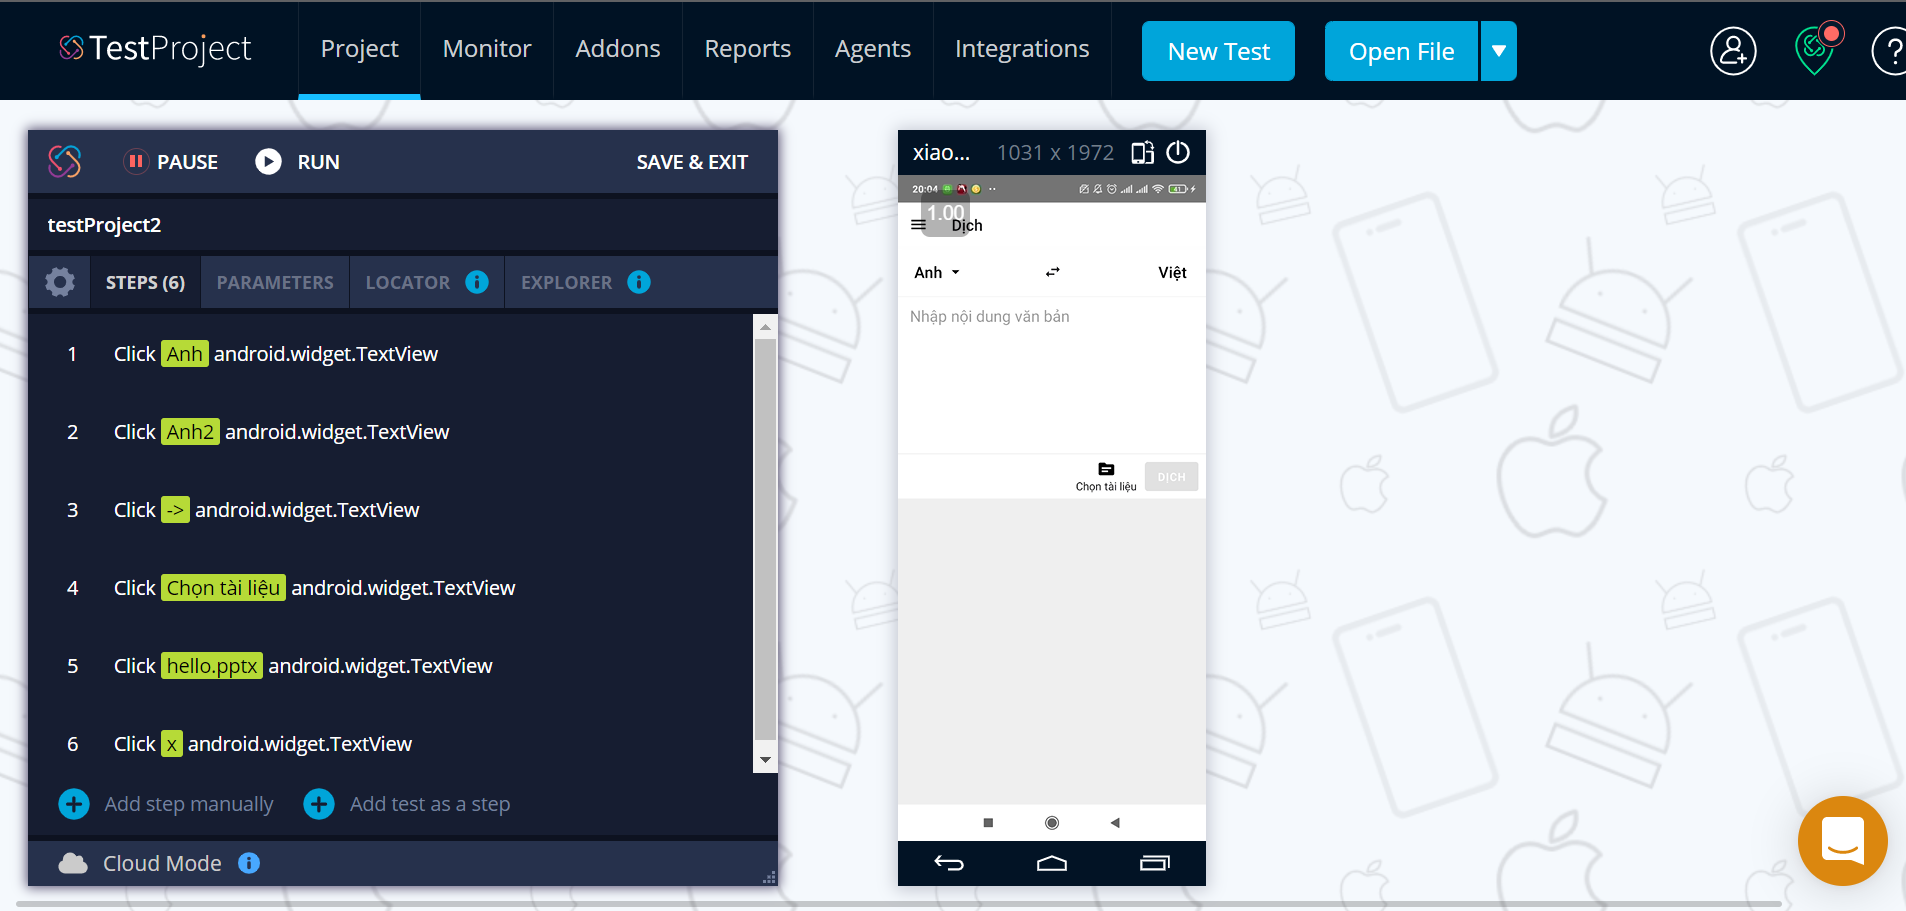 TestProject
Project Monitor Addons Reports Agents Integrations New Test Open File ?
PAUSE RUN SAVE & EXIT
testProject2
STEPS (6) PARAMETERS LOCATOR i EXPLORER i
1 Click Anh android.widget.TextView
2 Click Anh2 android.widget.TextView
3 Click -> android.widget.TextView
4 Click Chọn tài liệu android.widget.TextView
5 Click hello.pptx android.widget.TextView
6 Click x android.widget.TextView
Add step manually Add test as a step
Cloud Mode i
xiao... 1031 x 1972
20:04 41
1.00
Dịch
Anh Việt
Nhập nội dung văn bản
Chọn tài liệu DỊCH